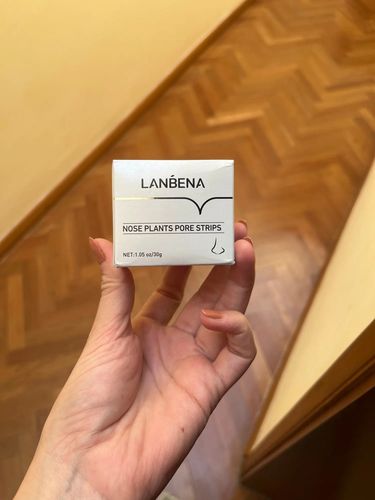 LANBENA
NOSE PLANTS PORE STRIPS
NET:1.05 oz/30g